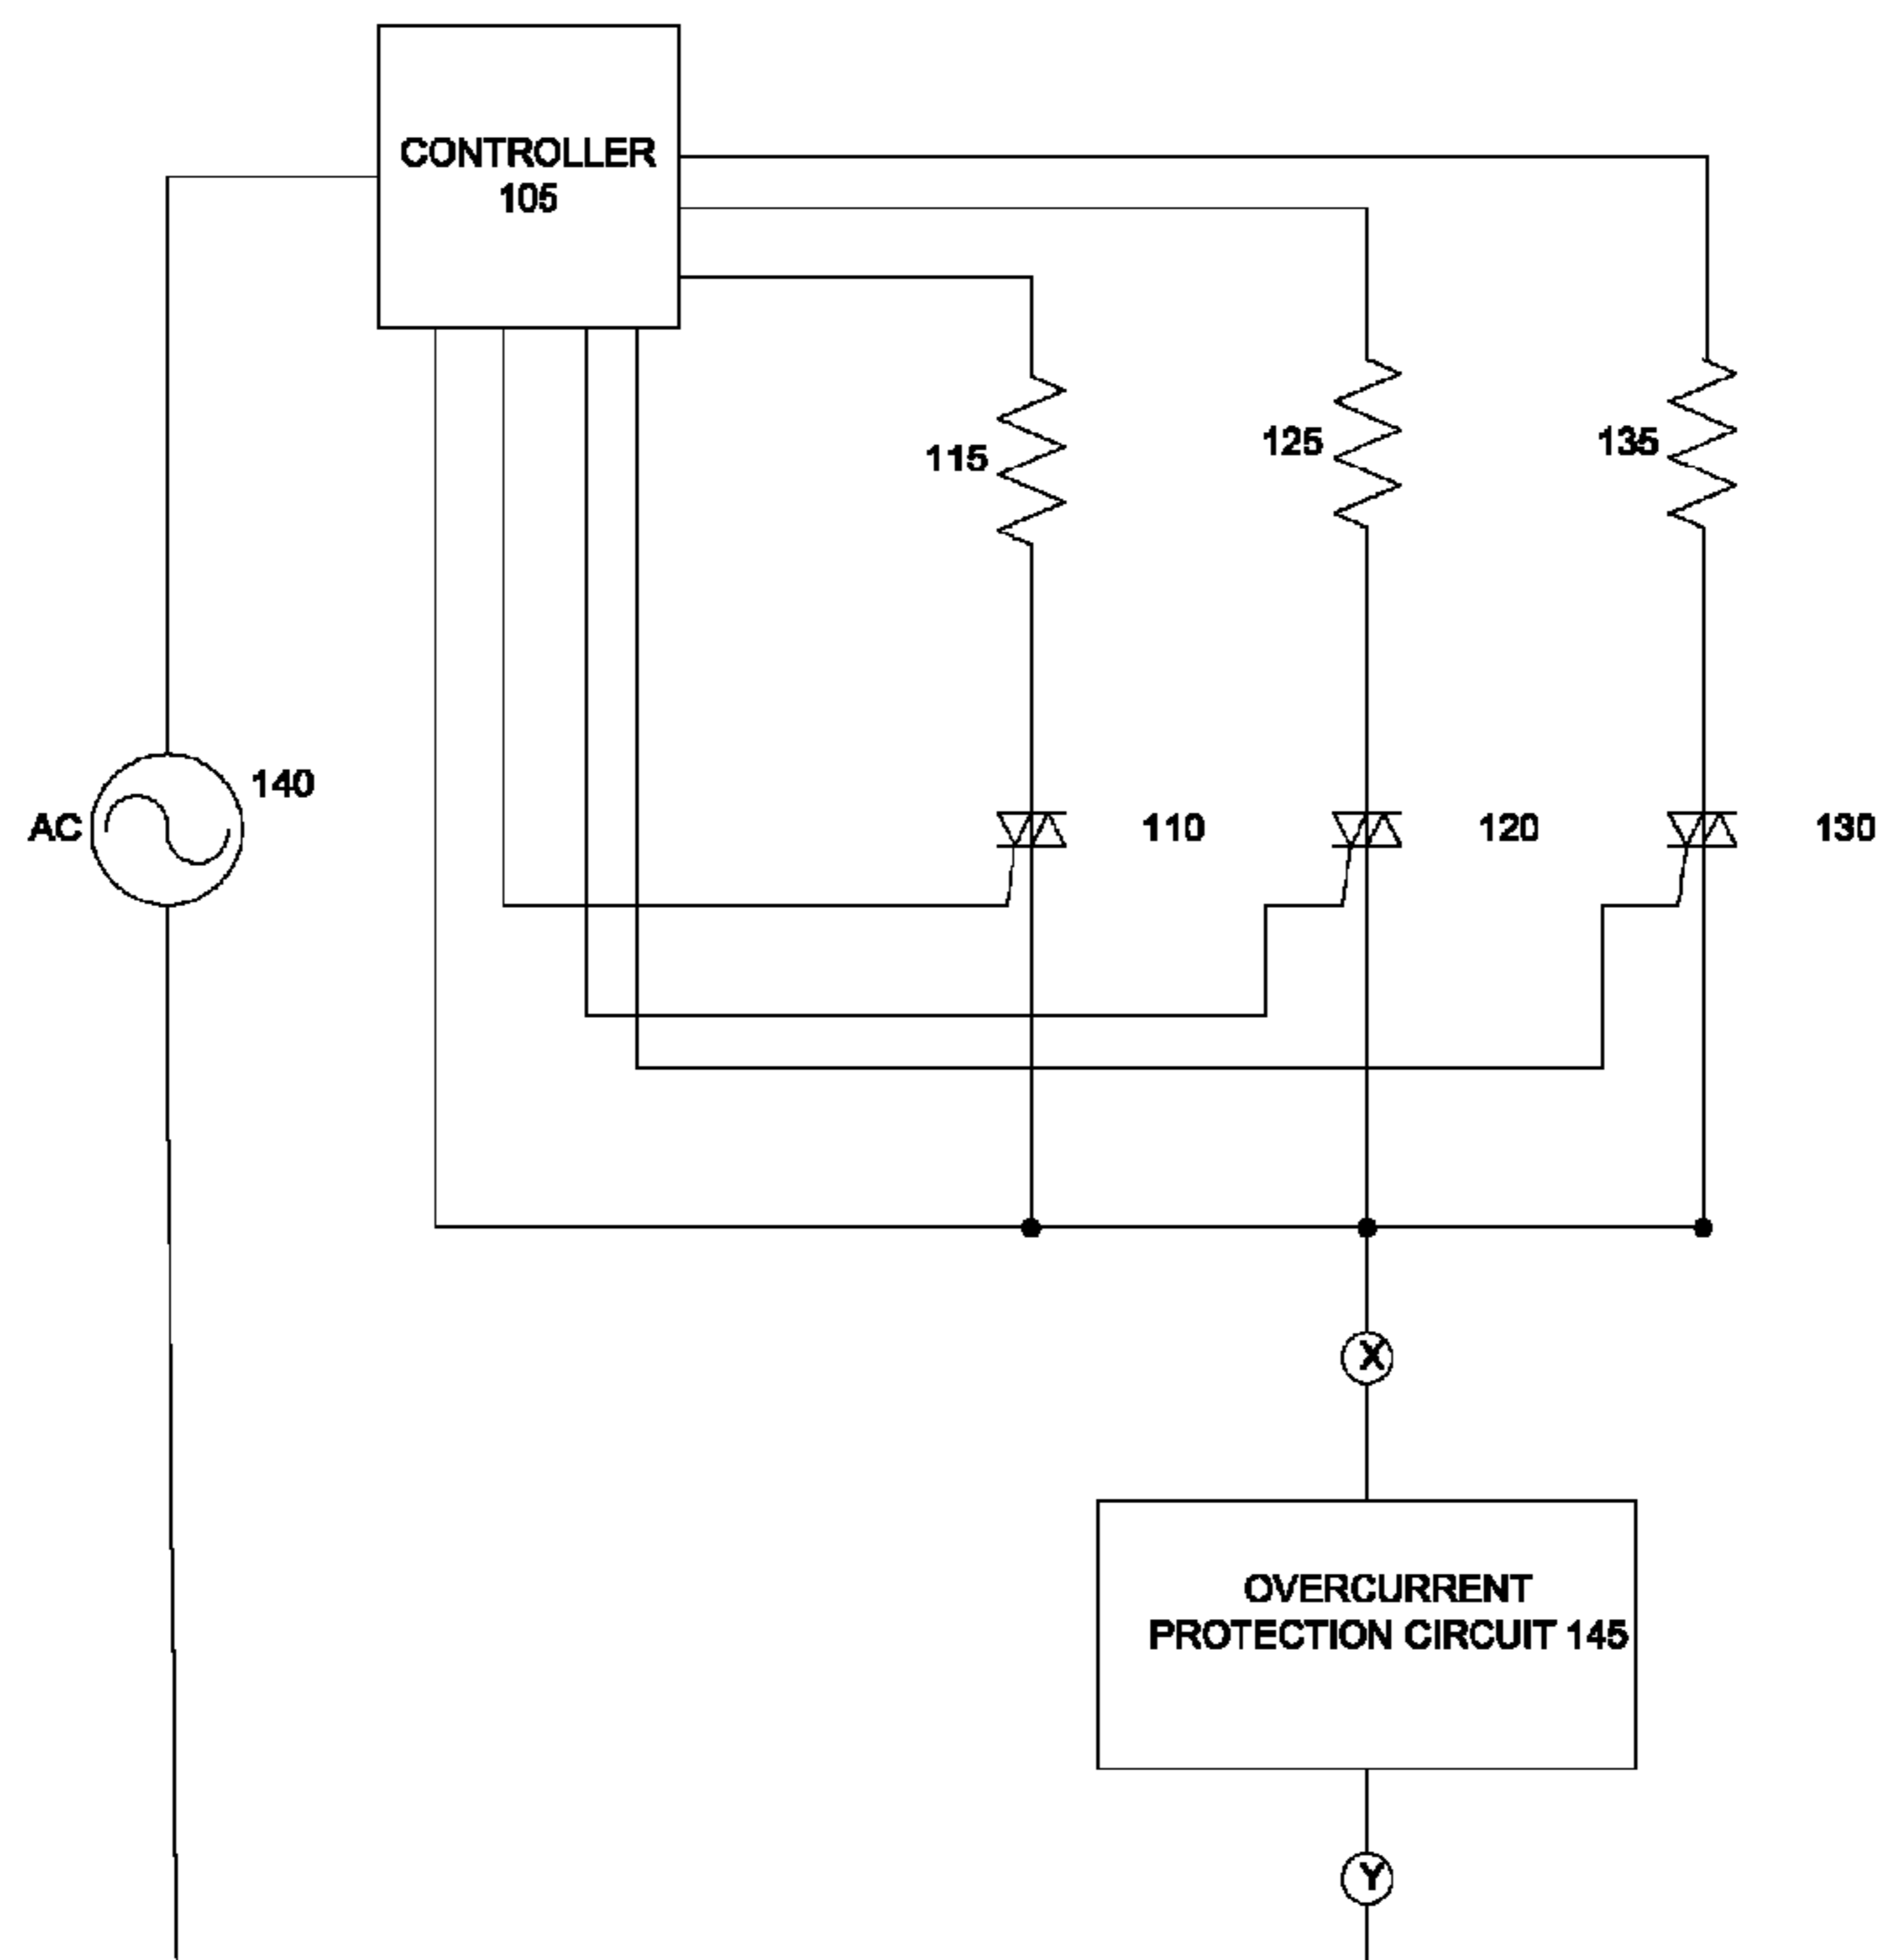 CONTROLLER
105
115
125
135
140
AC
110
120
130
X
OVERCURRENT
PROTECTION CIRCUIT 145
Y